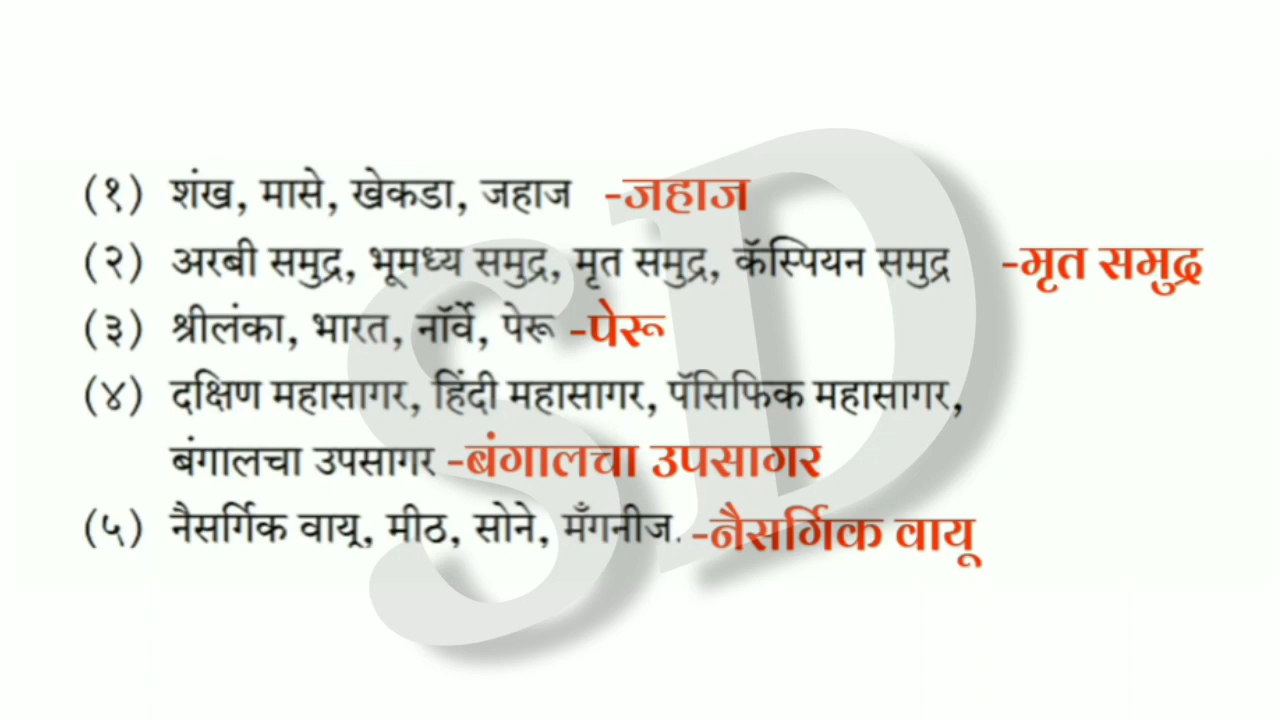 (१) शंख, मासे, खेकडा, जहाज -जहाज
(२) अरबी समुद्र, भूमध्य समुद्र, मृत समुद्र, कॅस्पियन समुद्र -मृत समुद्र
(३) श्रीलंका, भारत, नॉर्वे, पेरू -पेरू
(४) दक्षिण महासागर, हिंदी महासागर, पॅसिफिक महासागर,
बंगालचा उपसागर -बंगालचा उपसागर
(५) नैसर्गिक वायू, मीठ, सोने, मँगनीज. -नैसर्गिक वायू
SD